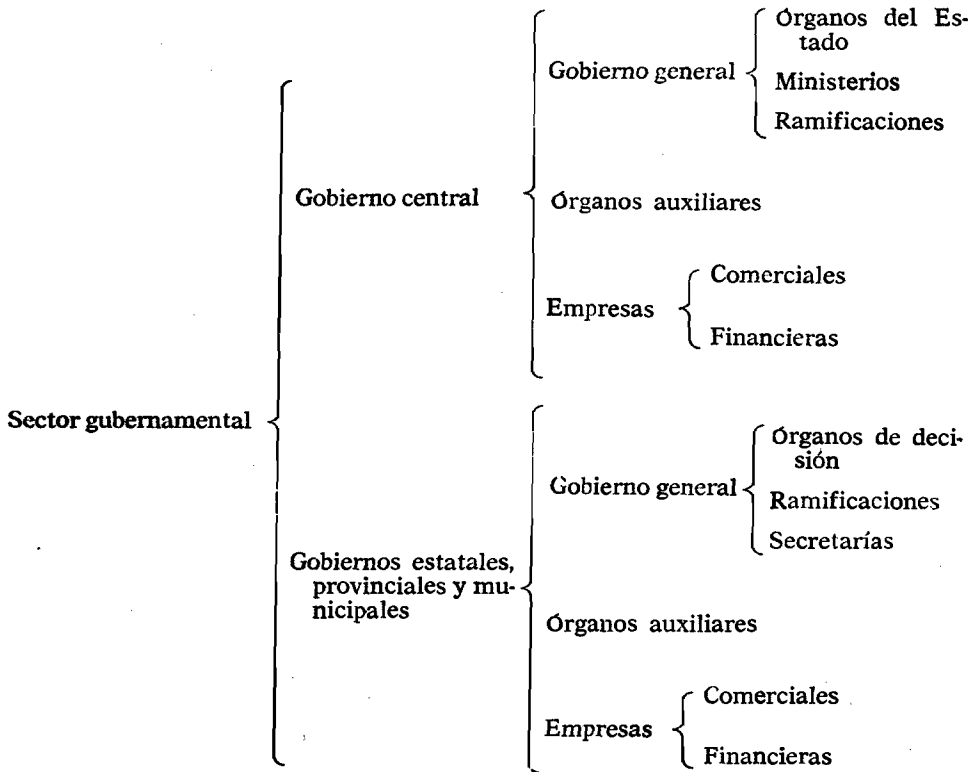 Órganos del Es-
tado
Gobierno general
Ministerios
Ramificaciones
Gobierno central
Órganos auxiliares
Comerciales
Empresas
Financieras
Sector gubernamental
Órganos de deci-
sión
Gobierno general
Ramificaciones
Secretarías
Gobiernos estatales,
provinciales y mu-
nicipales
Órganos auxiliares
Comerciales
Empresas
Financieras